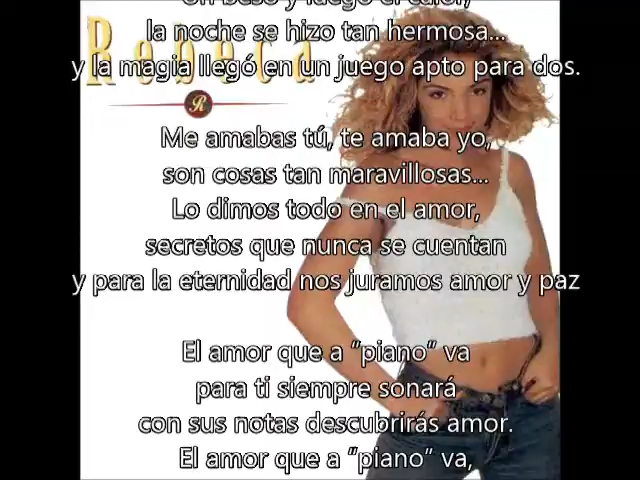 Un beso y luego el calor,
la noche se hizo tan hermosa...
Rebeca
y la magia llegó en un juego apto para dos.
R
Me amabas tú, te amaba yo,
son cosas tan maravillosas...
Lo dimos todo en el amor,
secretos que nunca se cuentan
y para la eternidad nos juramos amor y paz
El amor que a "piano" va
para ti siempre sonará
con sus notas descubrirás amor.
El amor que a "piano" va,